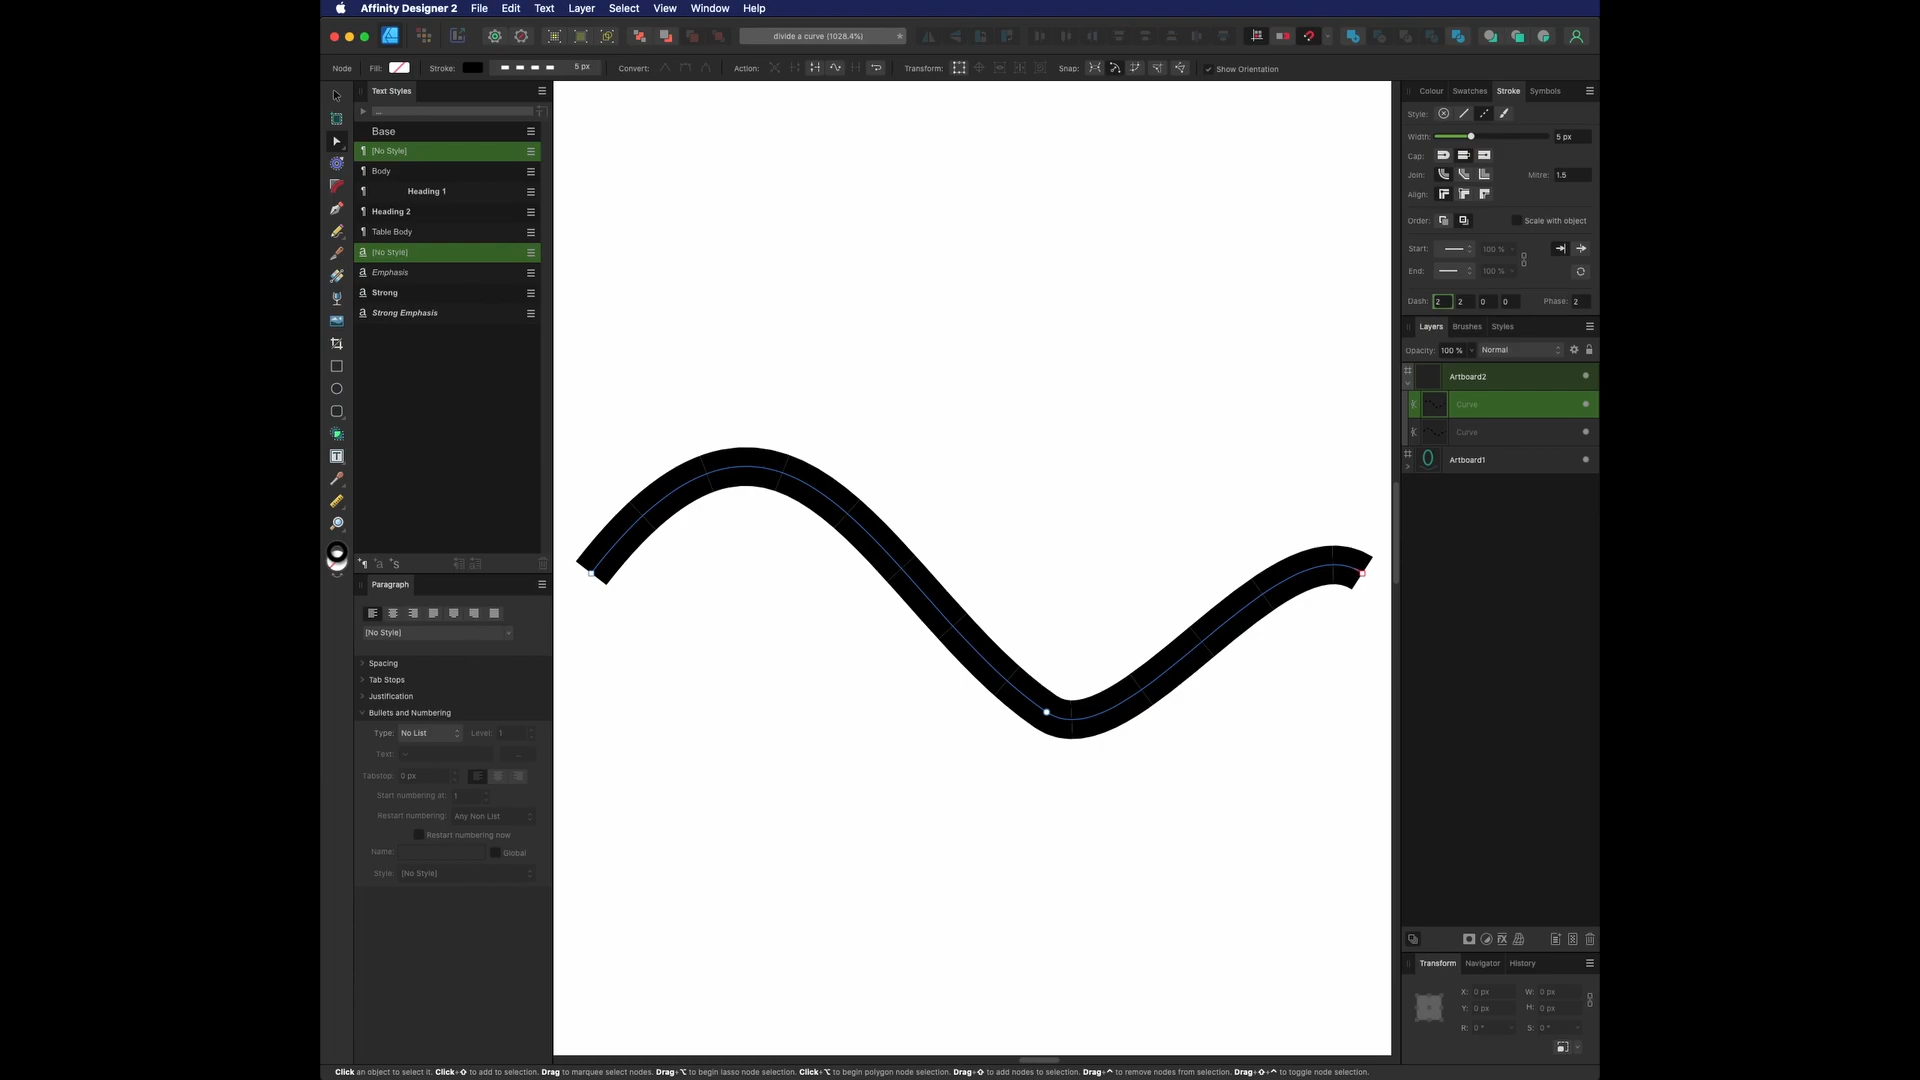 Affinity Designer 2 File Edit Text Layer Select View Window Help
divide a curve (1028.4%)
Node Fill: Stroke: 5 px Convert: Action: Transform: Snap: Show Orientation
Text Styles
...
Base
[No Style]
Body
Heading 1
Heading 2
Table Body
[No Style]
Emphasis
Strong
Strong Emphasis
Paragraph
[No Style]
Spacing
Tab Stops
Justification
Bullets and Numbering
Type: No List Level: 1
Text:
Tabstop: 0 px
Start numbering at: 1
Restart numbering: Any Non List
Restart numbering now
Name: Global
Style: [No Style]
Colour Swatches Stroke Symbols
Style:
Width: 5 px
Cap:
Join: Mitre: 1.5
Align:
Order: Scale with object
Start: 100 %
End: 100 %
Dash: 2 2 0 0 Phase: 2
Layers Brushes Styles
Opacity: 100 % Normal
Artboard2
Curve
Curve
Artboard1
Transform Navigator History
X: 0 px W: 0 px
Y: 0 px H: 0 px
R: 0 ° S: 0 °
Click an object to select it. Click+⇧ to add to selection. Drag to marquee select nodes. Drag+⌥ to begin lasso node selection. Click+⌥ to begin polygon node selection. Drag+⇧ to add nodes to selection. Drag+⌃ to remove nodes from selection. Drag+⇧+⌃ to toggle node selection.